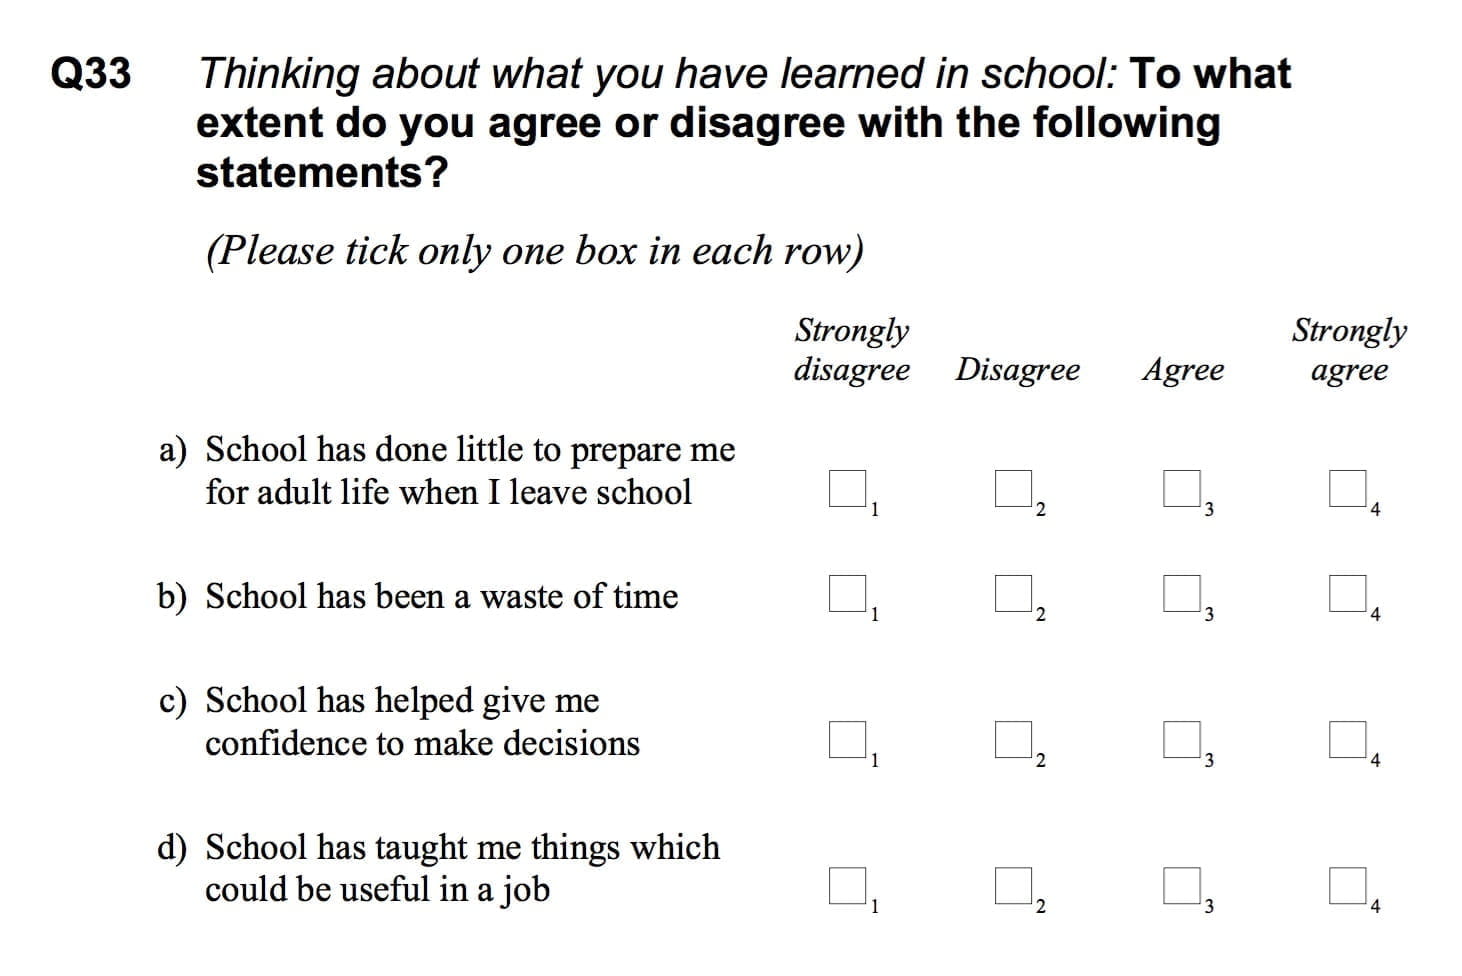 Q33 Thinking about what you have learned in school: To what
extent do you agree or disagree with the following
statements?
(Please tick only one box in each row)
Strongly disagree Disagree Agree Strongly agree
a) School has done little to prepare me
for adult life when I leave school
1 2 3 4
b) School has been a waste of time 1 2 3 4
c) School has helped give me
confidence to make decisions
1 2 3 4
d) School has taught me things which
could be useful in a job
1 2 3 4